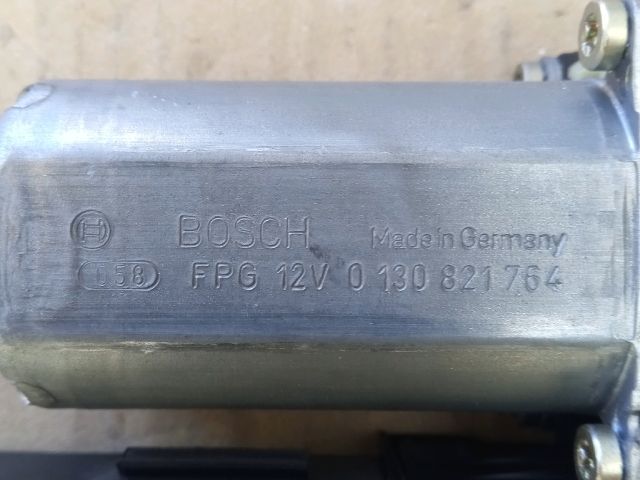 BOSCH Made in Germany
058 FPG 12V 0 130 821 764